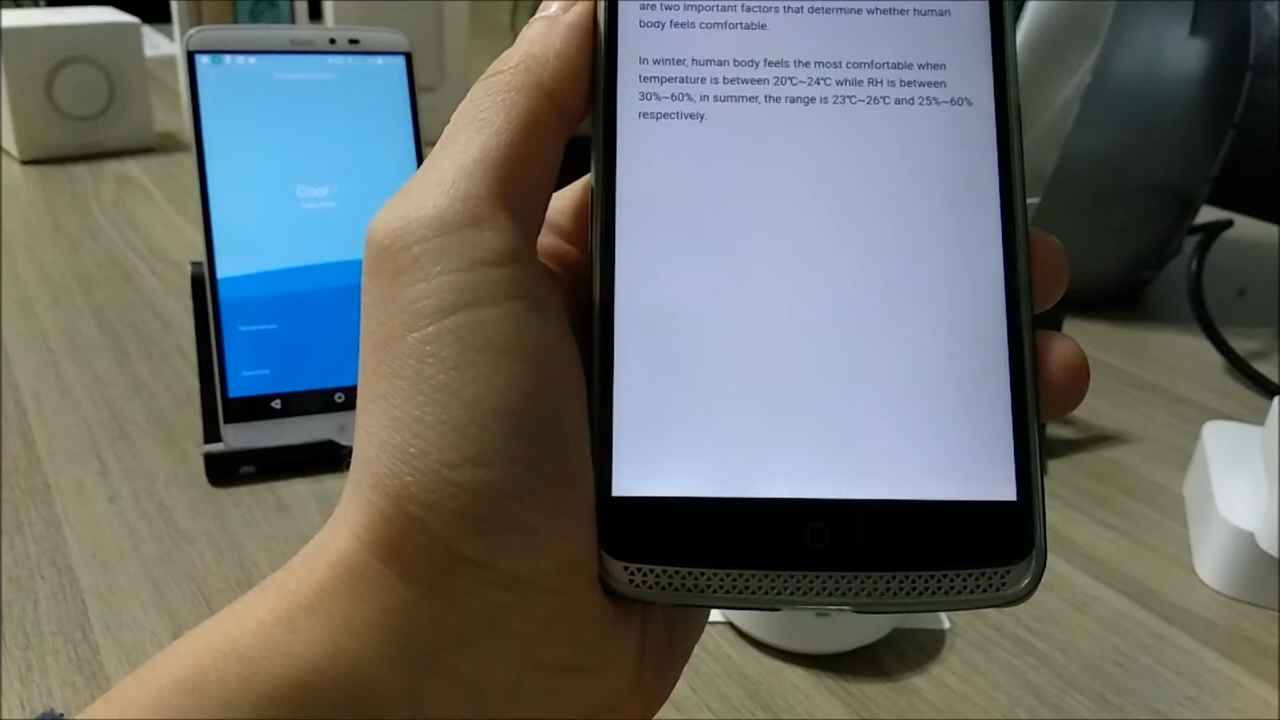 are two important factors that determine whether human
body feels comfortable.
In winter, human body feels the most comfortable when
temperature is between 20℃~24℃ while RH is between
30%~60%; in summer, the range is 23℃~26℃ and 25%~60%
respectively.
Cool
Temperature